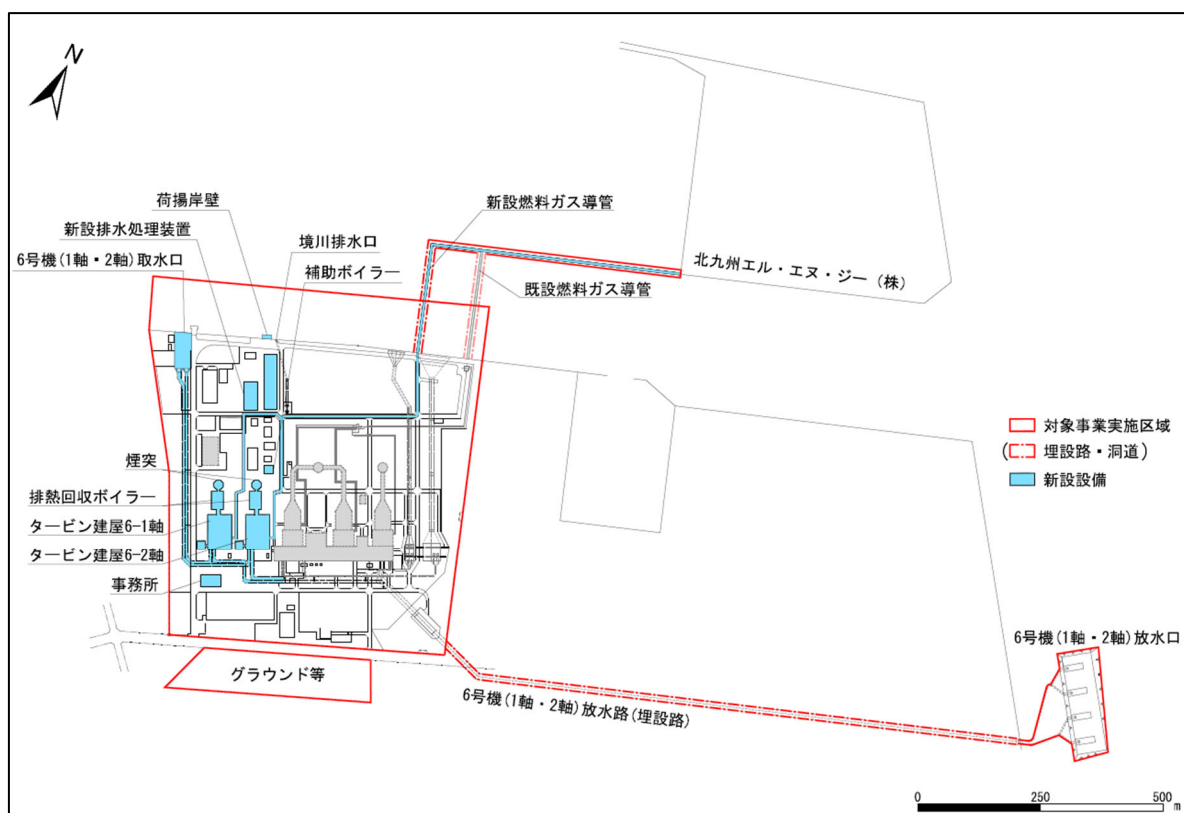 N
荷揚岸壁
新設排水処理装置
6号機(1軸・2軸)取水口
境川排水口
補助ボイラー
新設燃料ガス導管
北九州エル・エヌ・ジー(株)
既設燃料ガス導管
対象事業実施区域
(埋設路・洞道)
新設設備
煙突
排熱回収ボイラー
タービン建屋6-1軸
タービン建屋6-2軸
事務所
グラウンド等
6号機(1軸・2軸)放水路(埋設路)
6号機(1軸・2軸)放水口
0 250 500
m